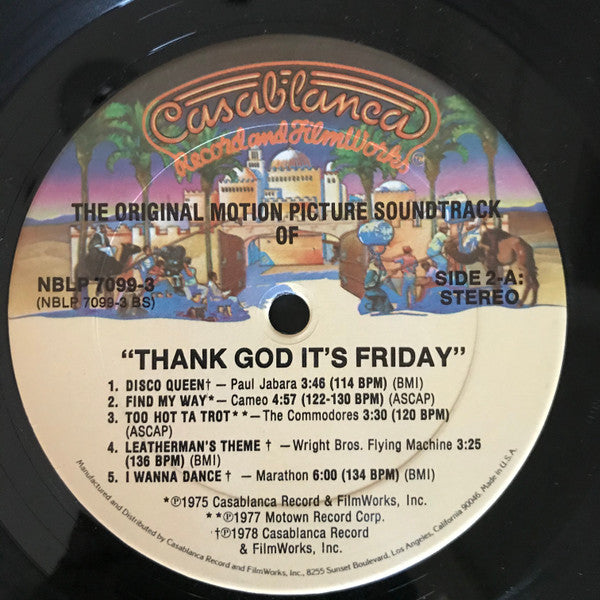 Casablanca
Record and FilmWorks™
THE ORIGINAL MOTION PICTURE SOUNDTRACK
OF
NBLP 7099-3
(NBLP 7099-3 BS)
SIDE 2-A:
STEREO
"THANK GOD IT'S FRIDAY"
1. DISCO QUEEN† — Paul Jabara 3:46 (114 BPM) (BMI)
2. FIND MY WAY* — Cameo 4:57 (122-130 BPM) (ASCAP)
3. TOO HOT TA TROT** — The Commodores 3:30 (120 BPM)
(ASCAP)
4. LEATHERMAN'S THEME † — Wright Bros. Flying Machine 3:25
(136 BPM) (BMI)
5. I WANNA DANCE † — Marathon 6:00 (134 BPM) (BMI)
*℗1975 Casablanca Record & FilmWorks, Inc.
**℗1977 Motown Record Corp.
†℗1978 Casablanca Record
& FilmWorks, Inc.
Manufactured and Distributed by Casablanca Record and FilmWorks, Inc., 8255 Sunset Boulevard, Los Angeles, California 90046. Made in U.S.A.